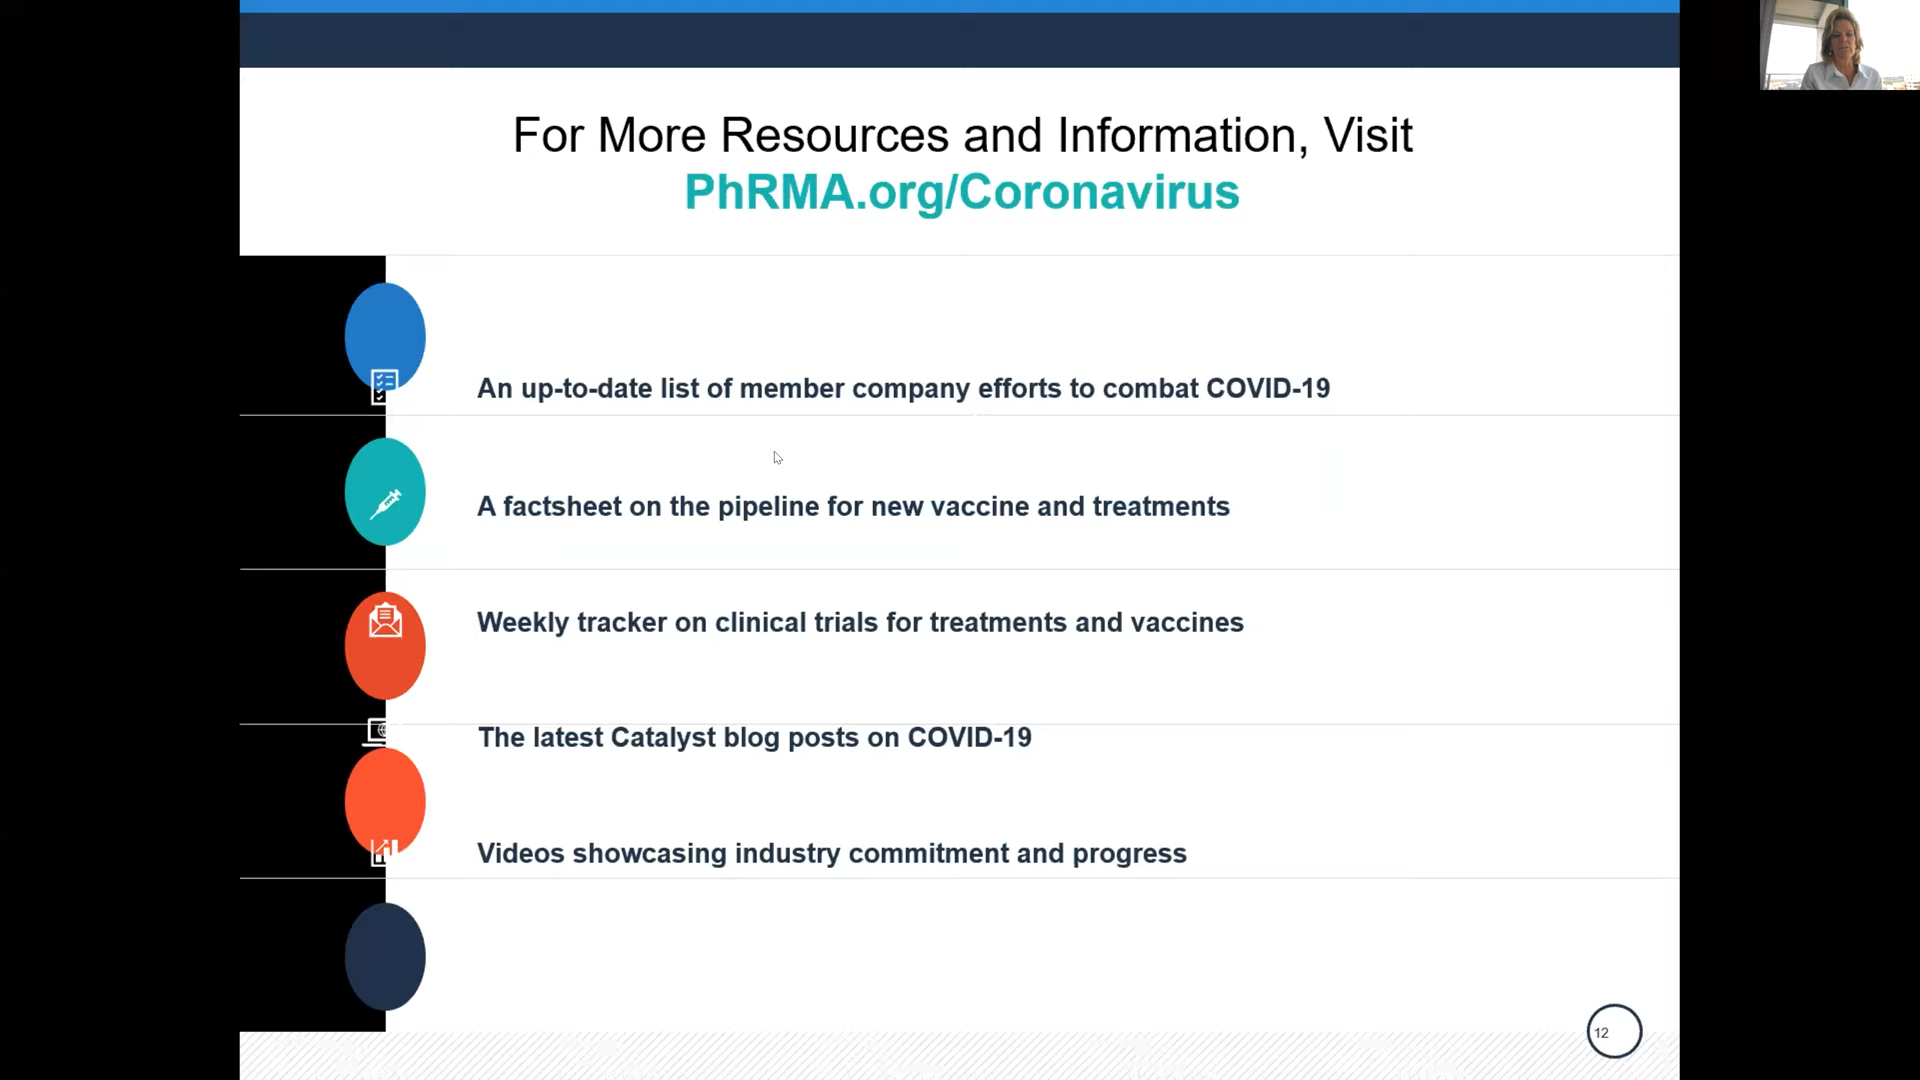 For More Resources and Information, Visit
PhRMA.org/Coronavirus
An up-to-date list of member company efforts to combat COVID-19
A factsheet on the pipeline for new vaccine and treatments
Weekly tracker on clinical trials for treatments and vaccines
The latest Catalyst blog posts on COVID-19
Videos showcasing industry commitment and progress
12